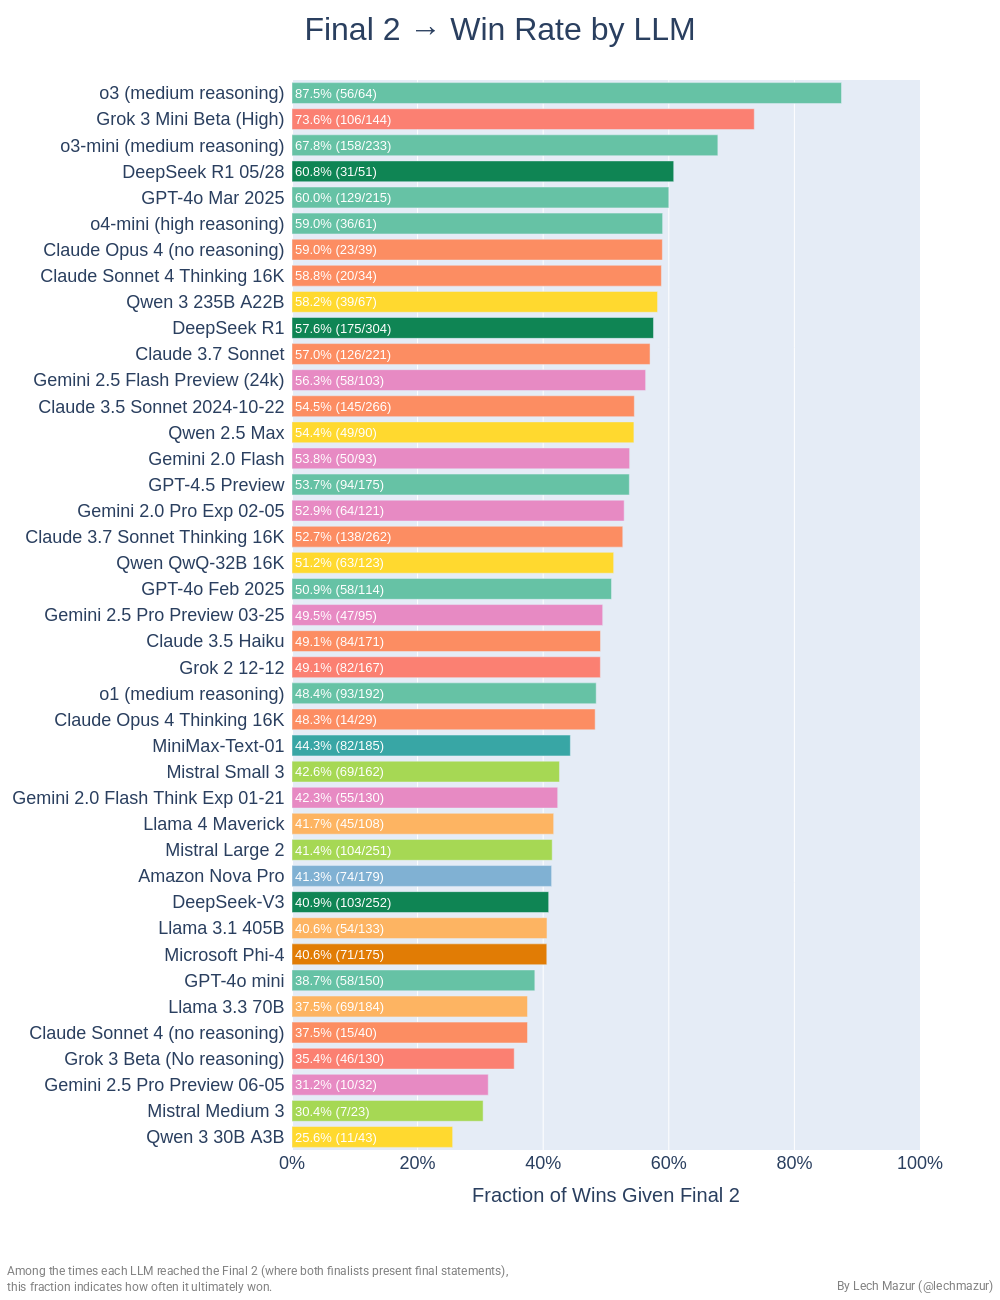 Final 2 → Win Rate by LLM
o3 (medium reasoning) 87.5% (56/64)
Grok 3 Mini Beta (High) 73.6% (106/144)
o3-mini (medium reasoning) 67.8% (158/233)
DeepSeek R1 05/28 60.8% (31/51)
GPT-4o Mar 2025 60.0% (129/215)
o4-mini (high reasoning) 59.0% (36/61)
Claude Opus 4 (no reasoning) 59.0% (23/39)
Claude Sonnet 4 Thinking 16K 58.8% (20/34)
Qwen 3 235B A22B 58.2% (39/67)
DeepSeek R1 57.6% (175/304)
Claude 3.7 Sonnet 57.0% (126/221)
Gemini 2.5 Flash Preview (24k) 56.3% (58/103)
Claude 3.5 Sonnet 2024-10-22 54.5% (145/266)
Qwen 2.5 Max 54.4% (49/90)
Gemini 2.0 Flash 53.8% (50/93)
GPT-4.5 Preview 53.7% (94/175)
Gemini 2.0 Pro Exp 02-05 52.9% (64/121)
Claude 3.7 Sonnet Thinking 16K 52.7% (138/262)
Qwen QwQ-32B 16K 51.2% (63/123)
GPT-4o Feb 2025 50.9% (58/114)
Gemini 2.5 Pro Preview 03-25 49.5% (47/95)
Claude 3.5 Haiku 49.1% (84/171)
Grok 2 12-12 49.1% (82/167)
o1 (medium reasoning) 48.4% (93/192)
Claude Opus 4 Thinking 16K 48.3% (14/29)
MiniMax-Text-01 44.3% (82/185)
Mistral Small 3 42.6% (69/162)
Gemini 2.0 Flash Think Exp 01-21 42.3% (55/130)
Llama 4 Maverick 41.7% (45/108)
Mistral Large 2 41.4% (104/251)
Amazon Nova Pro 41.3% (74/179)
DeepSeek-V3 40.9% (103/252)
Llama 3.1 405B 40.6% (54/133)
Microsoft Phi-4 40.6% (71/175)
GPT-4o mini 38.7% (58/150)
Llama 3.3 70B 37.5% (69/184)
Claude Sonnet 4 (no reasoning) 37.5% (15/40)
Grok 3 Beta (No reasoning) 35.4% (46/130)
Gemini 2.5 Pro Preview 06-05 31.2% (10/32)
Mistral Medium 3 30.4% (7/23)
Qwen 3 30B A3B 25.6% (11/43)
0% 20% 40% 60% 80% 100%
Fraction of Wins Given Final 2
Among the times each LLM reached the Final 2 (where both finalists present final statements),
this fraction indicates how often it ultimately won.
By Lech Mazur (@lechmazur)